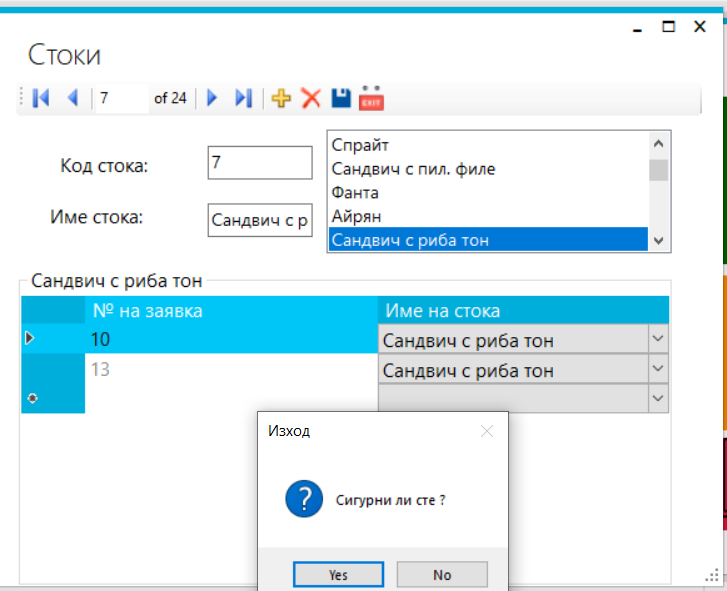 Стоки
7 of 24 EXIT
Код стока: 7
Име стока: Сандвич с р
Спрайт
Сандвич с пил. филе
Фанта
Айрян
Сандвич с риба тон
Сандвич с риба тон
№ на заявка Име на стока
10 Сандвич с риба тон
13 Сандвич с риба тон
Изход
Сигурни ли сте ?
Yes No